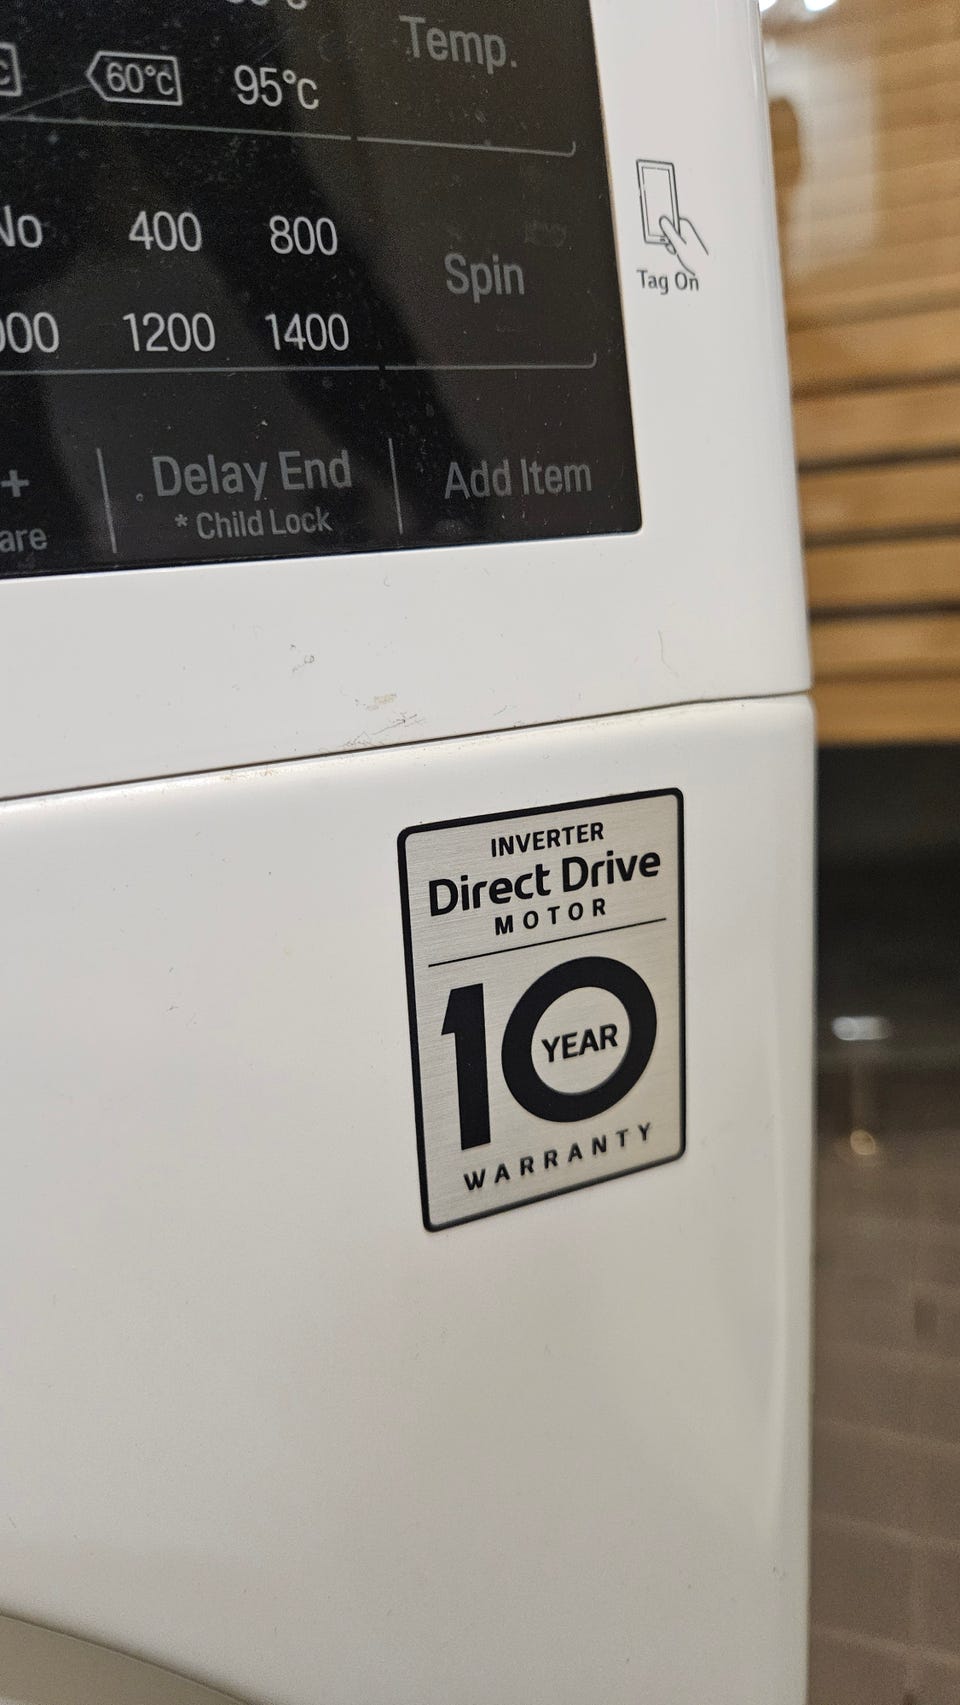 Temp.
60°c 95°c
No 400 800
Spin
1200 1400
Tag On
+ Delay End Add Item
* Child Lock
INVERTER
Direct Drive
MOTOR
10
YEAR
WARRANTY